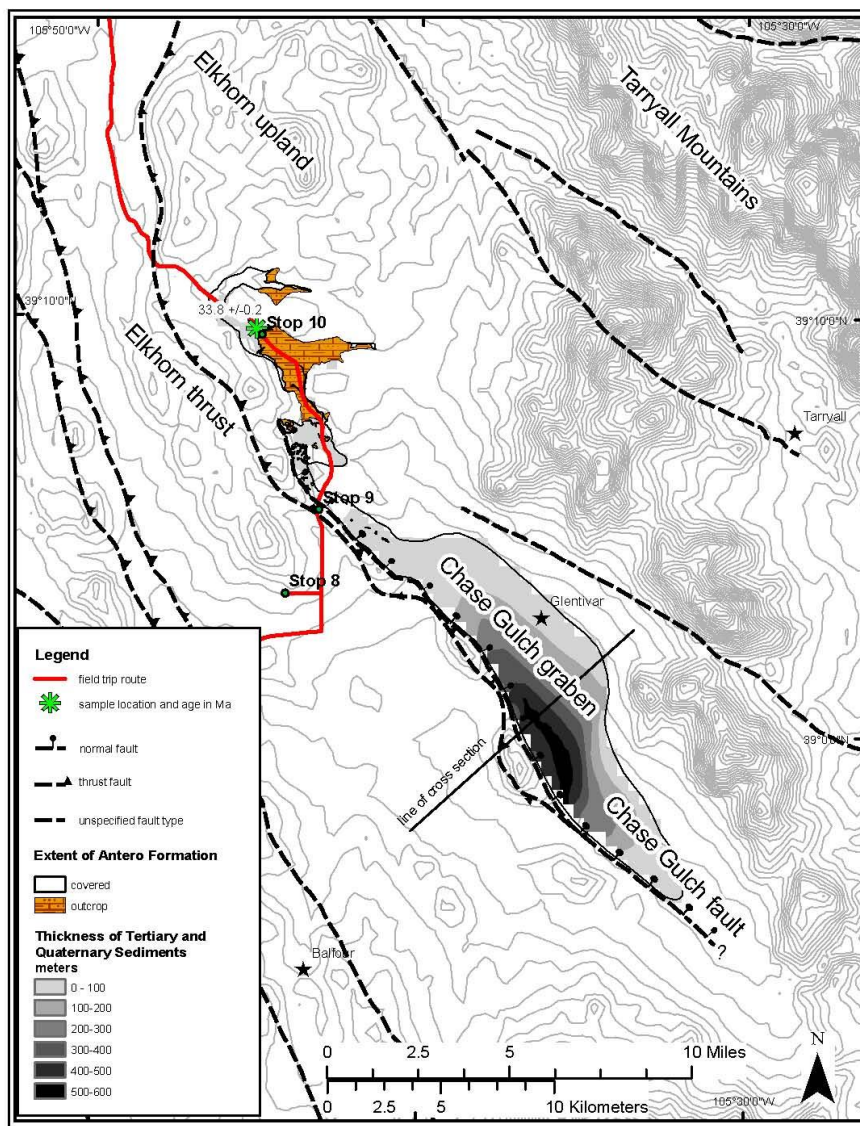 105°50'0"W
105°30'0"W
Elkhorn upland
Tarryall Mountains
39°10'0"N
33.8 +/-0.2
Stop 10
39°10'0"N
Elkhorn thrust
Tarryall
Stop 9
Stop 8
Glentivar
Chase Gulch graben
39°0'0"N
line of cross section
Chase Gulch fault
?
Balfour
Legend
field trip route
sample location and age in Ma
normal fault
thrust fault
unspecified fault type
Extent of Antero Formation
covered
outcrop
Thickness of Tertiary and
Quaternary Sediments
meters
0 - 100
100-200
200-300
300-400
400-500
500-600
N
0 2.5 5 10 Miles
0 2.5 5 10 Kilometers
105°30'0"W